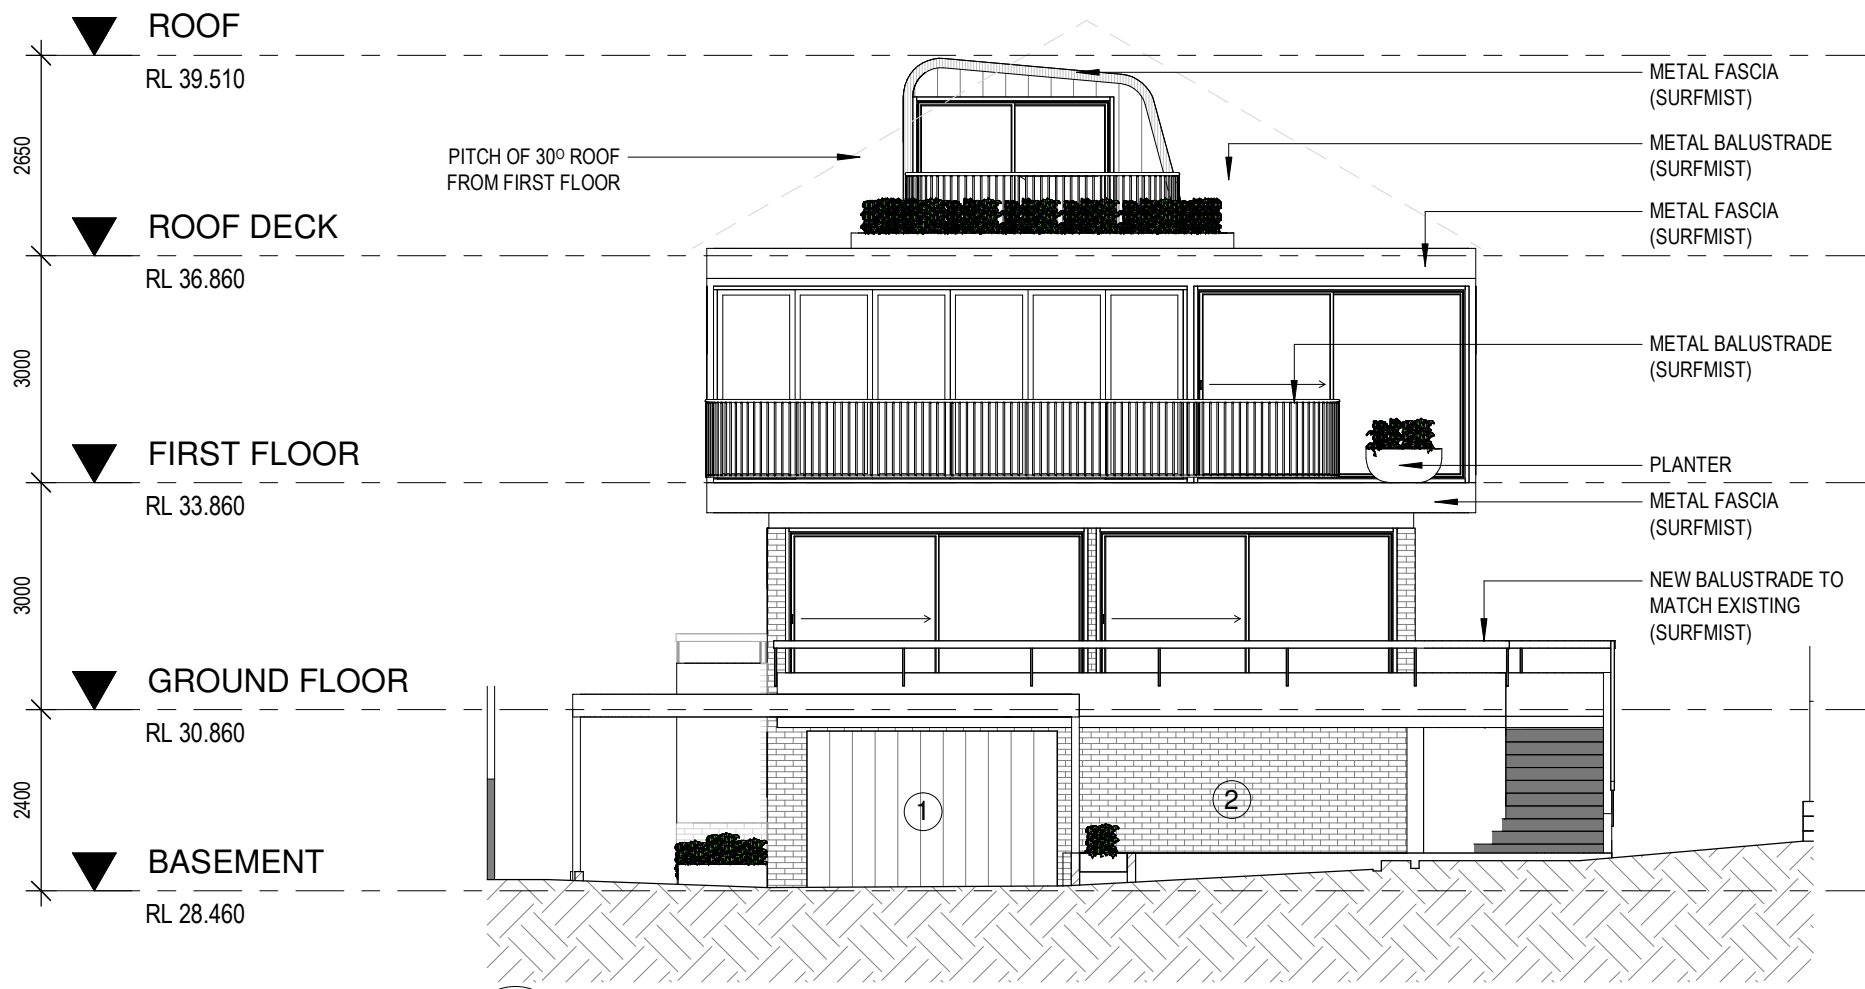 ROOF
RL 39.510
2650
PITCH OF 30º ROOF
FROM FIRST FLOOR
METAL FASCIA
(SURFMIST)
METAL BALUSTRADE
(SURFMIST)
METAL FASCIA
(SURFMIST)
ROOF DECK
RL 36.860
3000
METAL BALUSTRADE
(SURFMIST)
FIRST FLOOR
RL 33.860
PLANTER
METAL FASCIA
(SURFMIST)
3000
NEW BALUSTRADE TO
MATCH EXISTING
(SURFMIST)
GROUND FLOOR
RL 30.860
2400
1
2
BASEMENT
RL 28.460